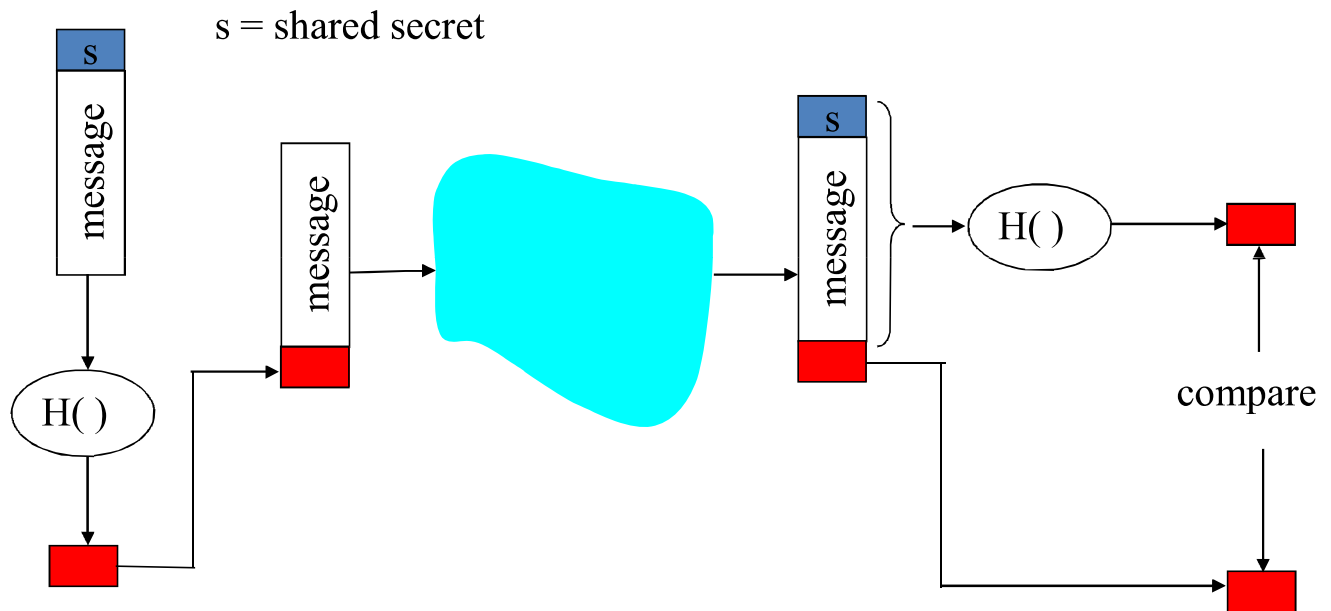 s = shared secret
s
message
H( )
message
s
message
H( )
compare